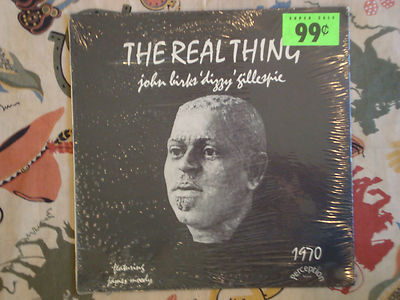 SUPER SALE
99¢
THE REAL THING
john birks 'dizzy' gillespie
featuring
james moody
1970
Perception